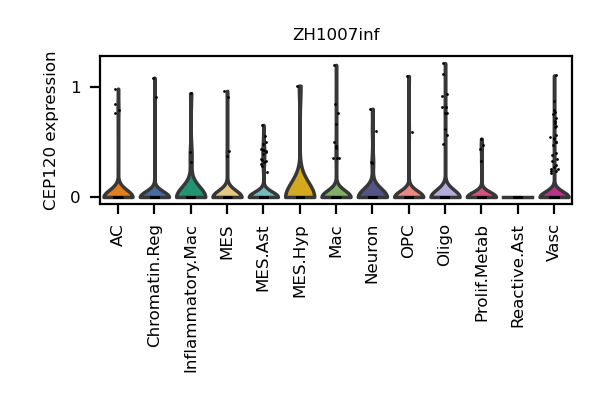 ZH1007inf
CEP120 expression
1
0
AC
Chromatin.Reg
Inflammatory.Mac
MES
MES.Ast
MES.Hyp
Mac
Neuron
OPC
Oligo
Prolif.Metab
Reactive.Ast
Vasc